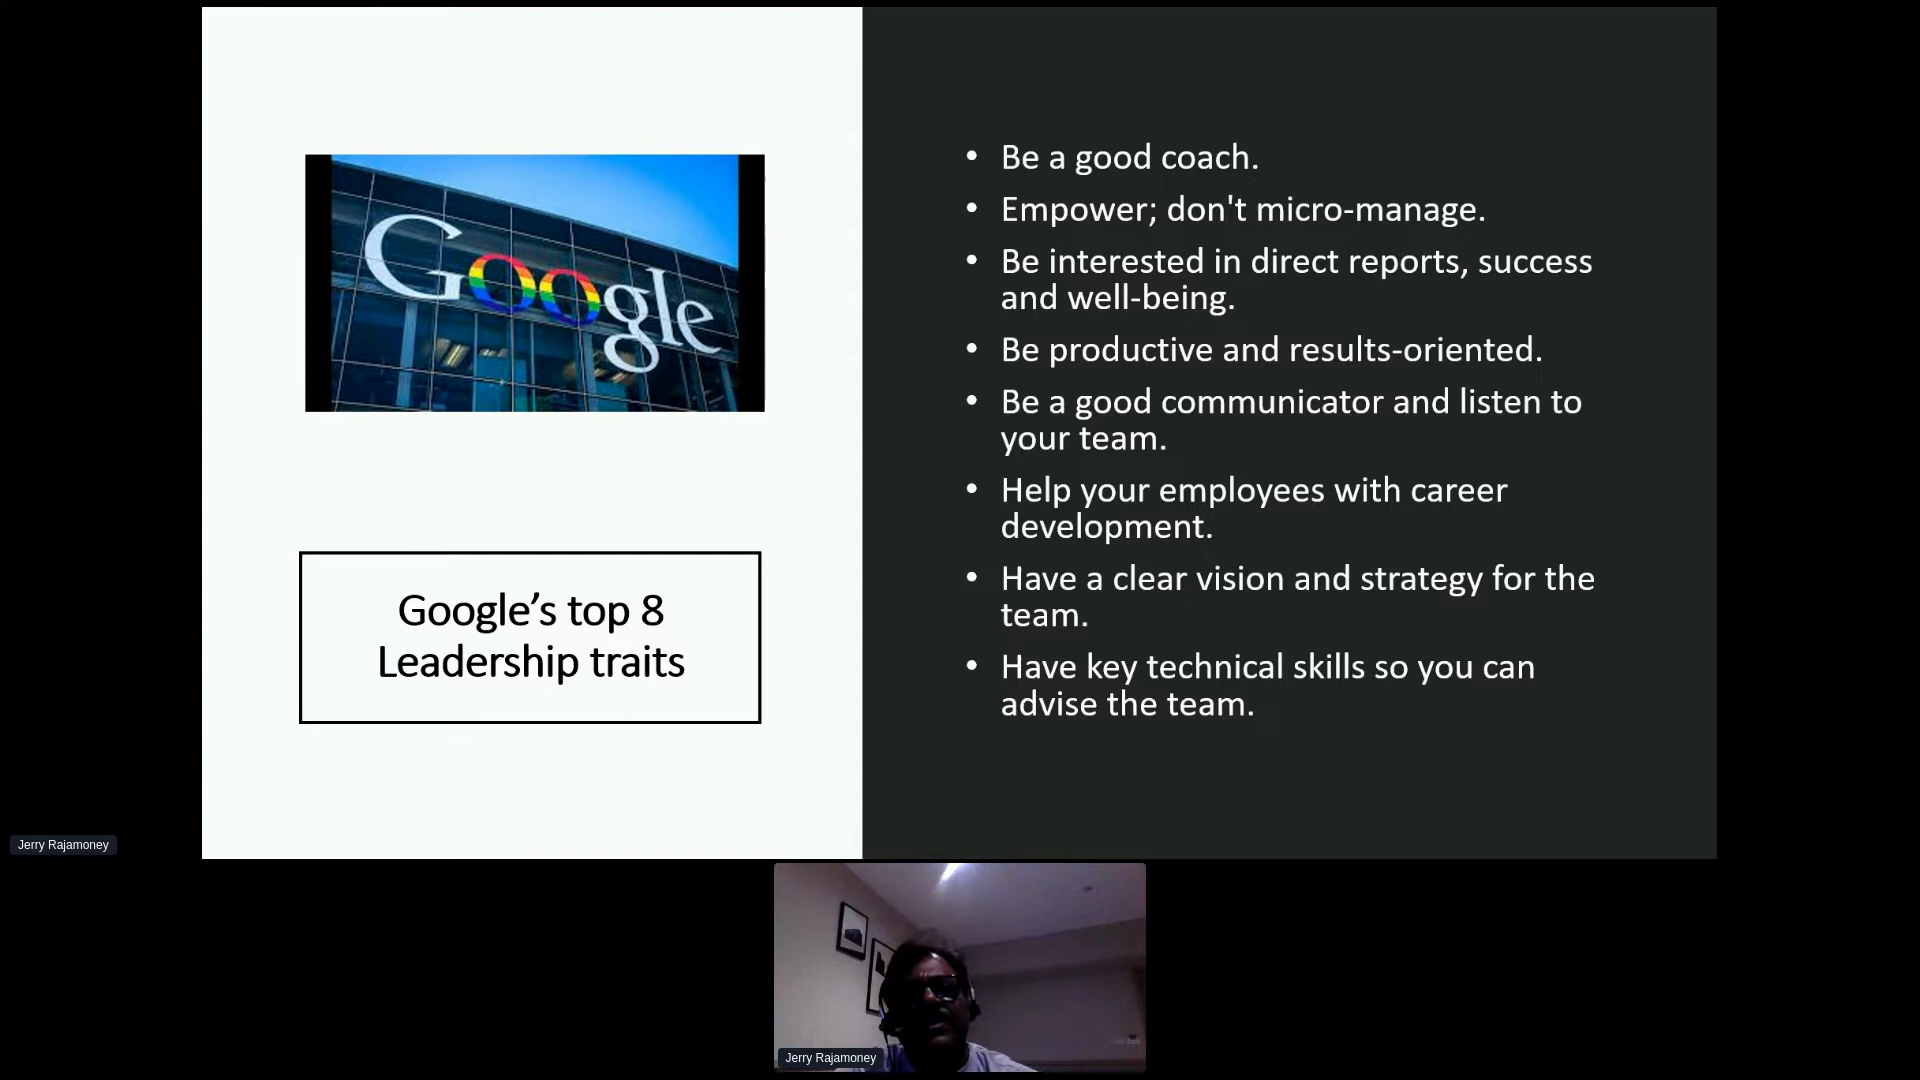 Google
Google’s top 8
Leadership traits
• Be a good coach.
• Empower; don't micro-manage.
• Be interested in direct reports, success
and well-being.
• Be productive and results-oriented.
• Be a good communicator and listen to
your team.
• Help your employees with career
development.
• Have a clear vision and strategy for the
team.
• Have key technical skills so you can
advise the team.
Jerry Rajamoney
Jerry Rajamoney